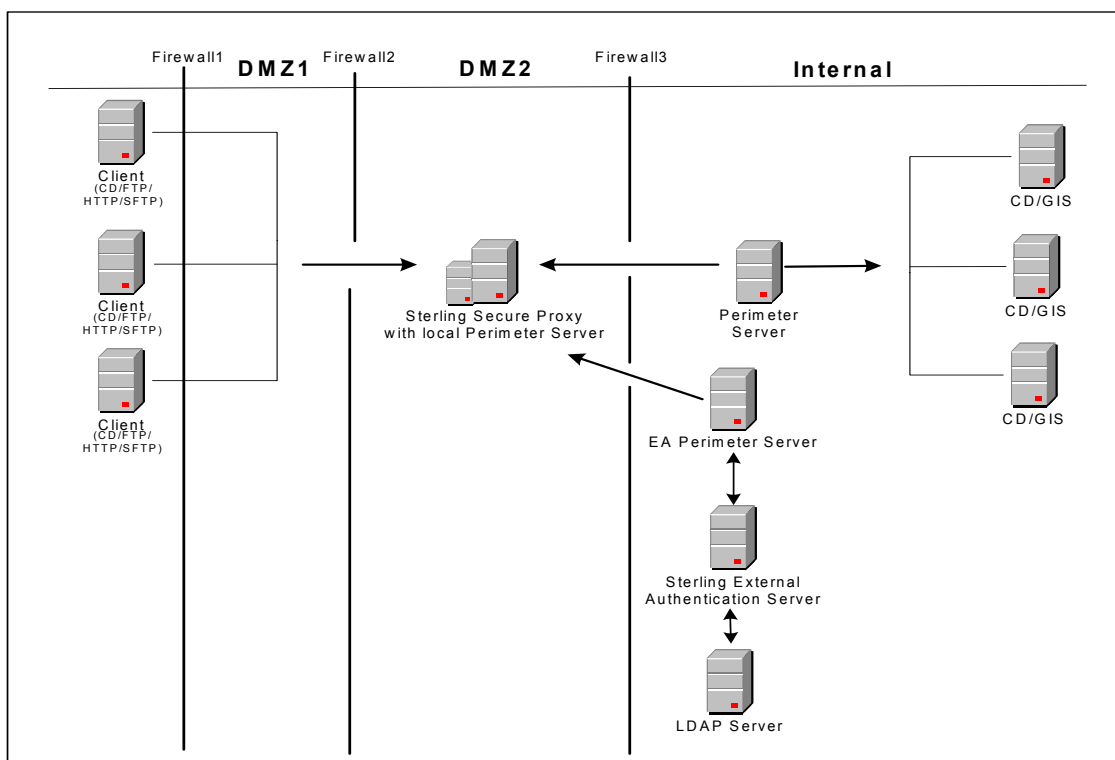 Firewall1
DMZ1
Firewall2
DMZ2
Firewall3
Internal
Client
(CD/FTP/
HTTP/SFTP)
Client
(CD/FTP/
HTTP/SFTP)
Client
(CD/FTP/
HTTP/SFTP)
Sterling Secure Proxy
with local Perimeter Server
Perimeter
Server
CD/GIS
CD/GIS
CD/GIS
EA Perimeter Server
Sterling External
Authentication Server
LDAP Server